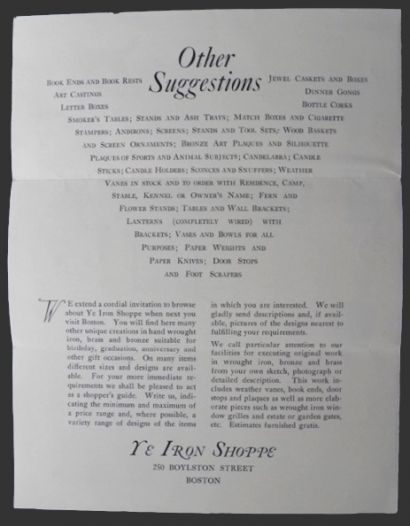 Other
Suggestions
Book Ends and Book Rests
Art Castings
Letter Boxes
Jewel Caskets and Boxes
Dinner Gongs
Bottle Corks
Smoker's Tables; Stands and Ash Trays; Match Boxes and Cigarette
Stampers; Andirons; Screens; Stands and Tool Sets; Wood Baskets
and Screen Ornaments; Bronze Art Plaques and Silhouette
Plaques of Sports and Animal Subjects; Candelabra; Candle
Sticks; Candle Holders; Sconces and Snuffers; Weather
Vanes in stock and to order with Residence, Camp,
Stable, Kennel or Owner's Name; Fern and
Flower Stands; Tables and Wall Brackets;
Lanterns (completely wired) with
Brackets; Vases and Bowls for all
Purposes; Paper Weights and
Paper Knives; Door Stops
and Foot Scrapers
WE extend a cordial invitation to browse
about Ye Iron Shoppe when next you
visit Boston. You will find here many
other unique creations in hand wrought
iron, brass and bronze suitable for
birthday, graduation, anniversary and
other gift occasions. On many items
different sizes and designs are avail-
able. For your more immediate re-
quirements we shall be pleased to act
as a shopper's guide. Write us, indi-
cating the minimum and maximum of
a price range and, where possible, a
variety range of designs of the items
in which you are interested. We will
gladly send descriptions and, if avail-
able, pictures of the designs nearest to
fulfilling your requirements.
We call particular attention to our
facilities for executing original work
in wrought iron, bronze and brass
from your own sketch, photograph or
detailed description. This work in-
cludes weather vanes, book ends, door
stops and plaques as well as more elab-
orate pieces such as wrought iron win-
dow grilles and estate or garden gates,
etc. Estimates furnished gratis.
Ye Iron Shoppe
250 BOYLSTON STREET
BOSTON